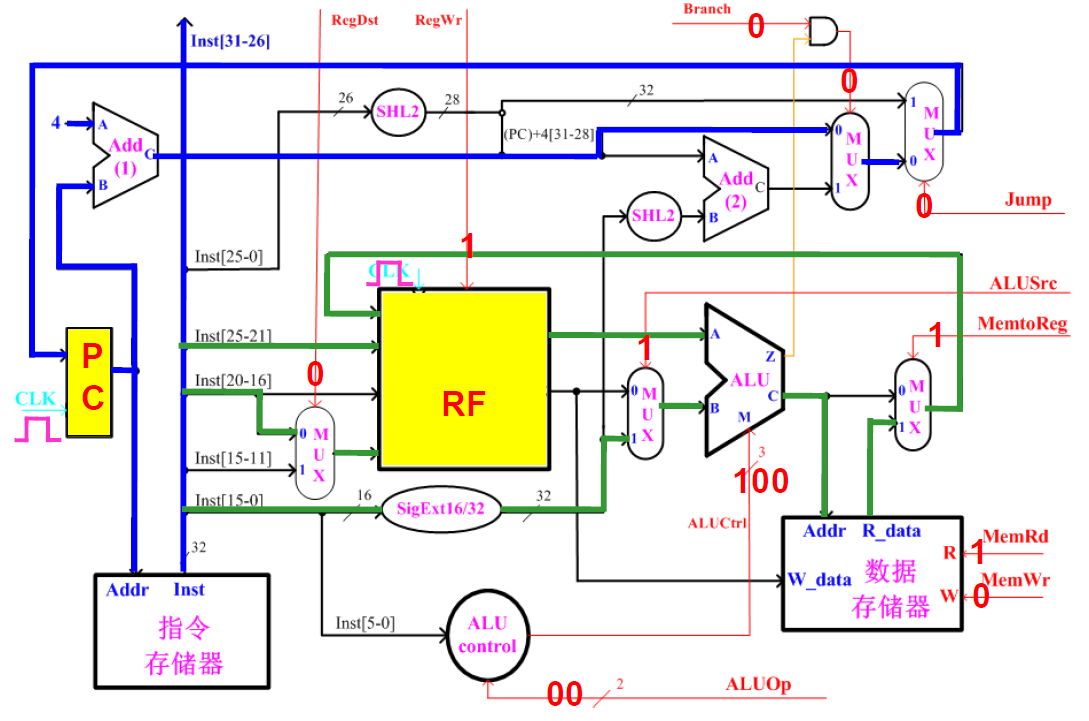 Branch
0
RegDst
RegWr
Inst[31-26]
26
SHL2
28
32
0
1
M
U
X
0
4
A
Add
(1)
C
B
(PC)+4[31-28]
0
M
U
X
1
A
Add
(2)
C
B
SHL2
0
Jump
Inst[25-0]
1
CLK
ALUSrc
MemtoReg
1
1
Inst[25-21]
P
C
CLK
Inst[20-16]
0
RF
0
M
U
X
1
A
Z
ALU
C
B
M
0
M
U
X
1
0
M
U
X
1
Inst[15-11]
3
100
Inst[15-0]
16
SigExt16/32
32
ALUCtrl
Addr
R_data
R
1
MemRd
W_data
数据
存储器
W
0
MemWr
32
Addr
Inst
指令
存储器
Inst[5-0]
ALU
control
00
2
ALUOp